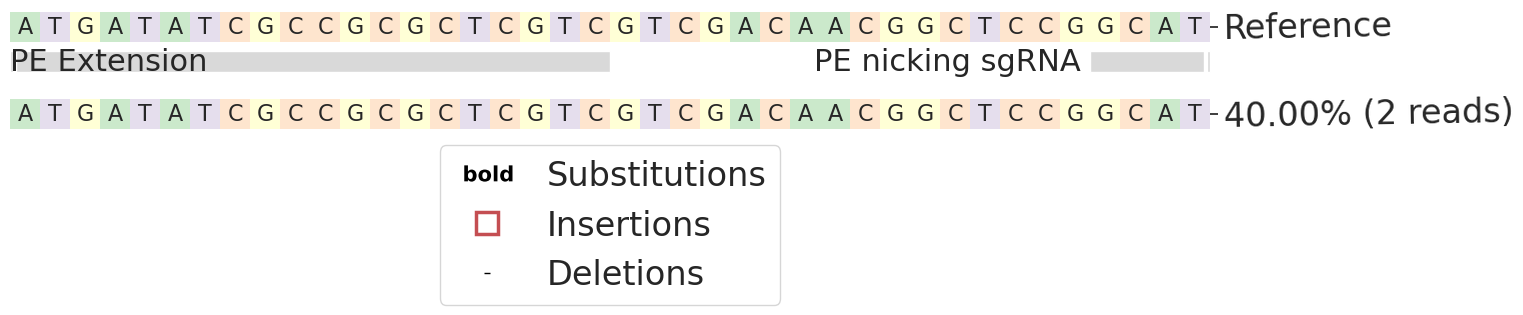 A T G A T A T C G C C G C G C T C G T C G T C G A C A A C G G C T C C G G C A T Reference
PE Extension PE nicking sgRNA
A T G A T A T C G C C G C G C T C G T C G T C G A C A A C G G C T C C G G C A T 40.00% (2 reads)
bold Substitutions
Insertions
- Deletions